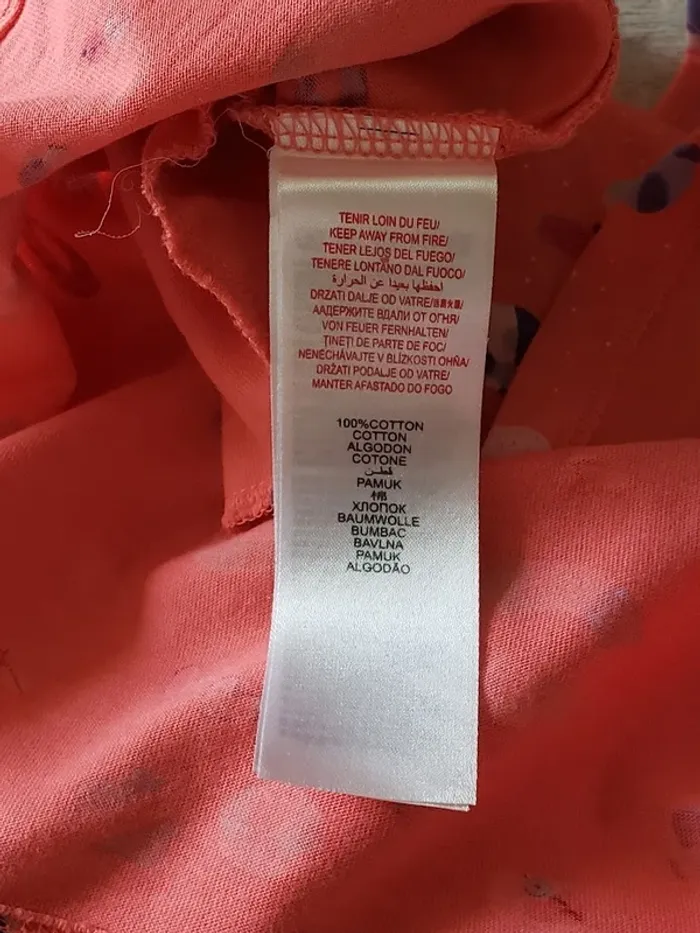 TENIR LOIN DU FEU/
KEEP AWAY FROM FIRE/
TENER LEJOS DEL FUEGO/
TENERE LONTANO DAL FUOCO/
احفظها بعيدا عن الحرارة
DRZATI DALJE OD VATRE/
AАДЕРЖИТЕ ВДАЛИ ОТ ОГНЯ/
VON FEUER FERNHALTEN/
ȚINEȚI DE PARTE DE FOC/
NENECHÁVAJTE V BLÍZKOSTI OHŇA/
DRŽATI PODALJE OD VATRE/
MANTER AFASTADO DO FOGO
100%COTTON
COTTON
ALGODON
COTONE
قطن
PAMUK
棉
ХЛОПОК
BAUMWOLLE
BUMBAC
BAVLNA
PAMUK
ALGODÃO